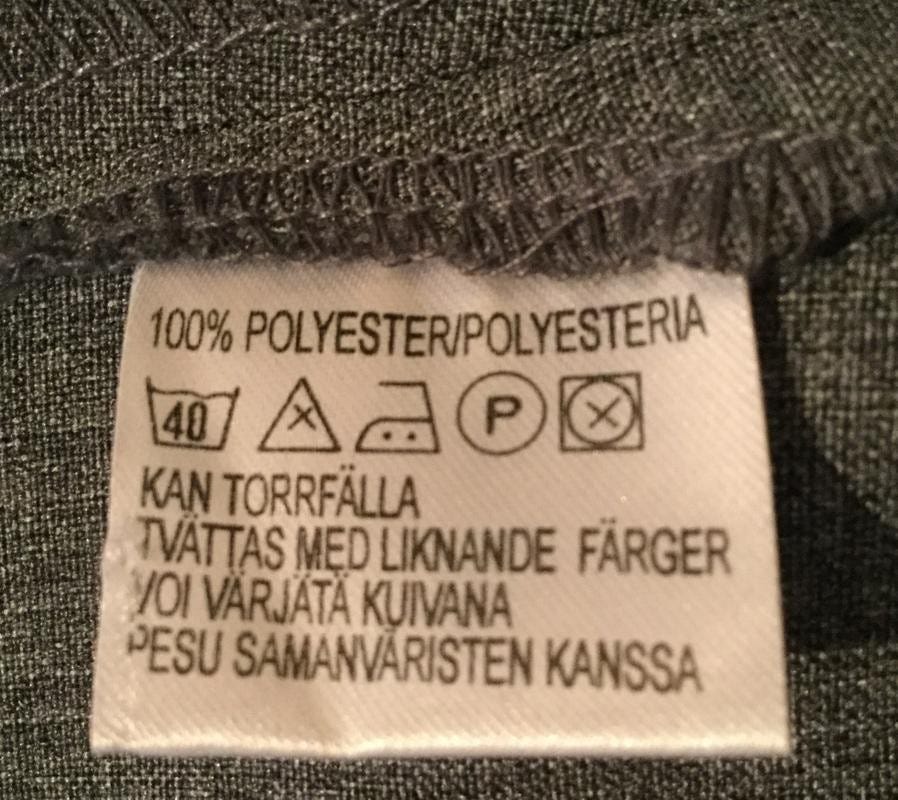 100% POLYESTER/POLYESTERIA
40 P
KAN TORRFÄLLA
TVÄTTAS MED LIKNANDE FÄRGER
VOI VÄRJÄTÄ KUIVANA
PESU SAMANVÄRISTEN KANSSA